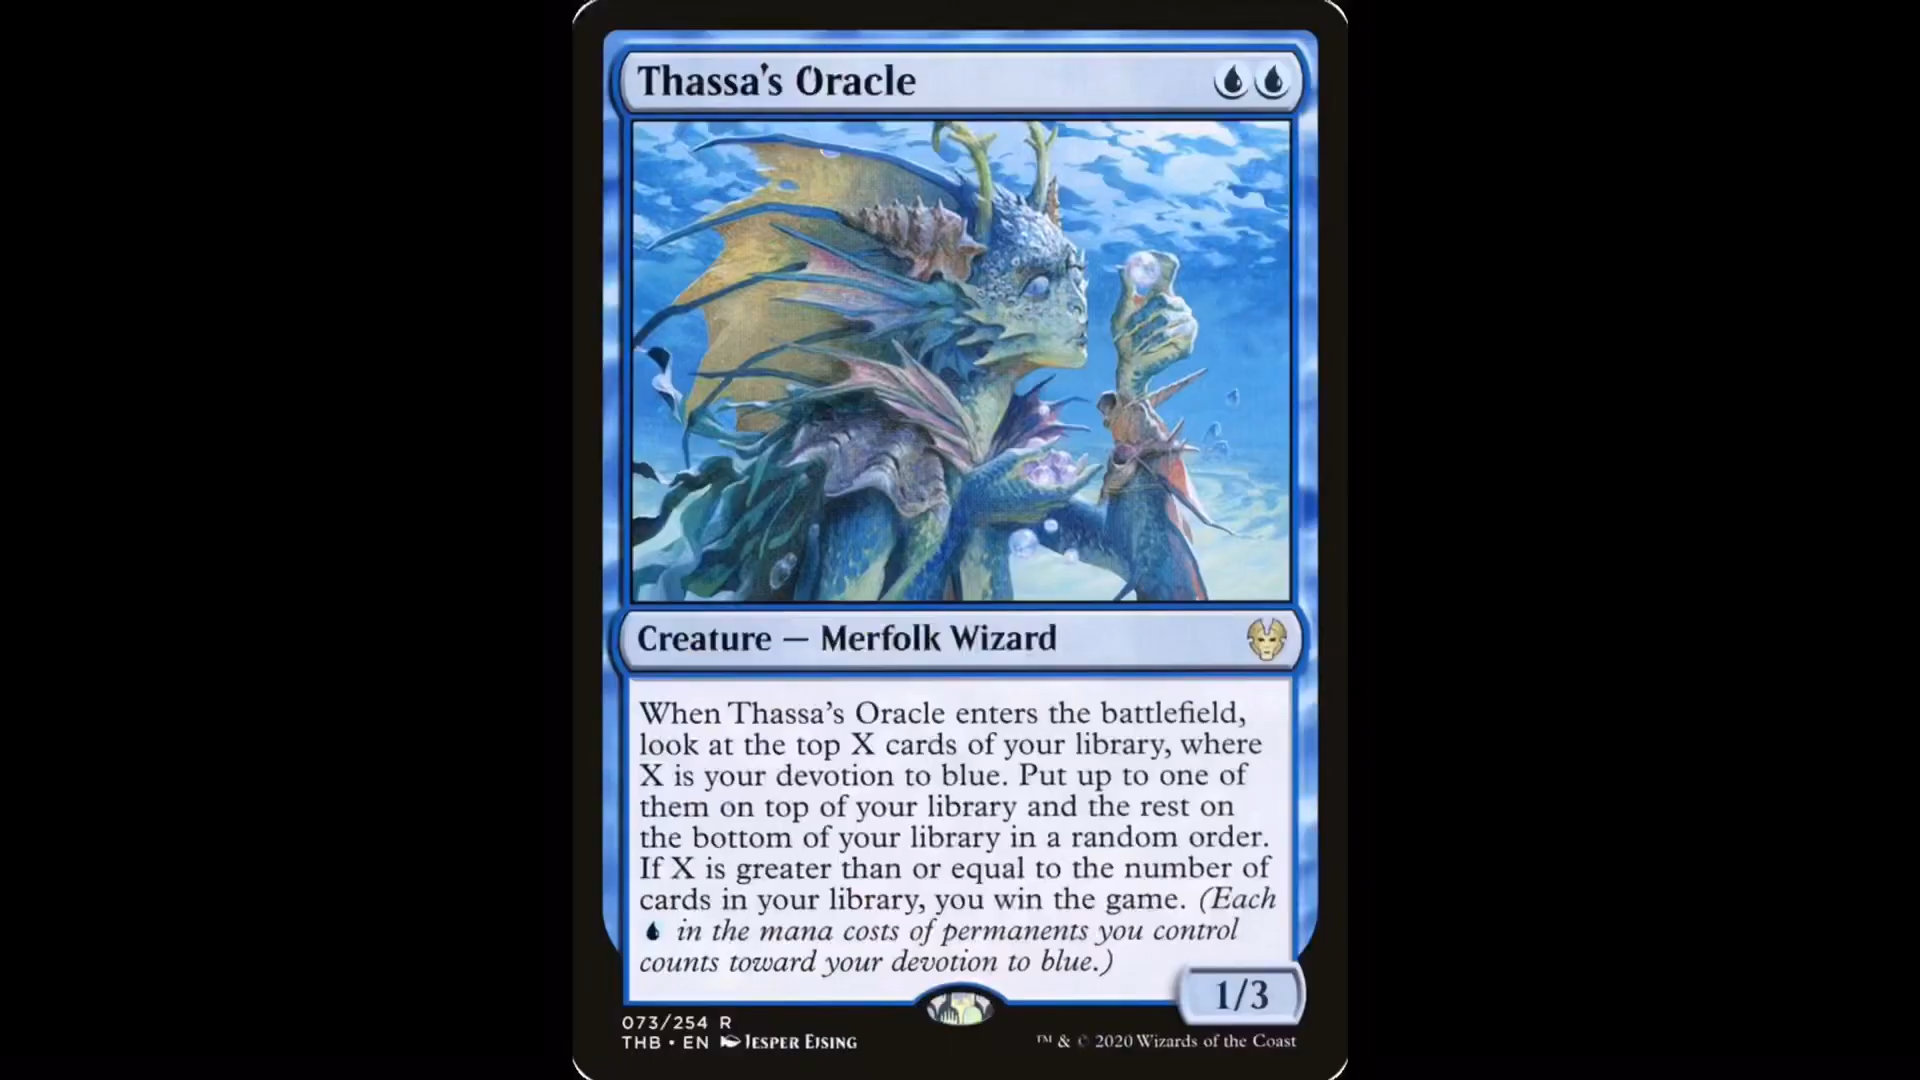 Thassa's Oracle
Creature — Merfolk Wizard
When Thassa's Oracle enters the battlefield,
look at the top X cards of your library, where
X is your devotion to blue. Put up to one of
them on top of your library and the rest on
the bottom of your library in a random order.
If X is greater than or equal to the number of
cards in your library, you win the game. (Each
in the mana costs of permanents you control
counts toward your devotion to blue.)
1/3
073/254 R
THB • EN Jesper Ejsing
™ & © 2020 Wizards of the Coast